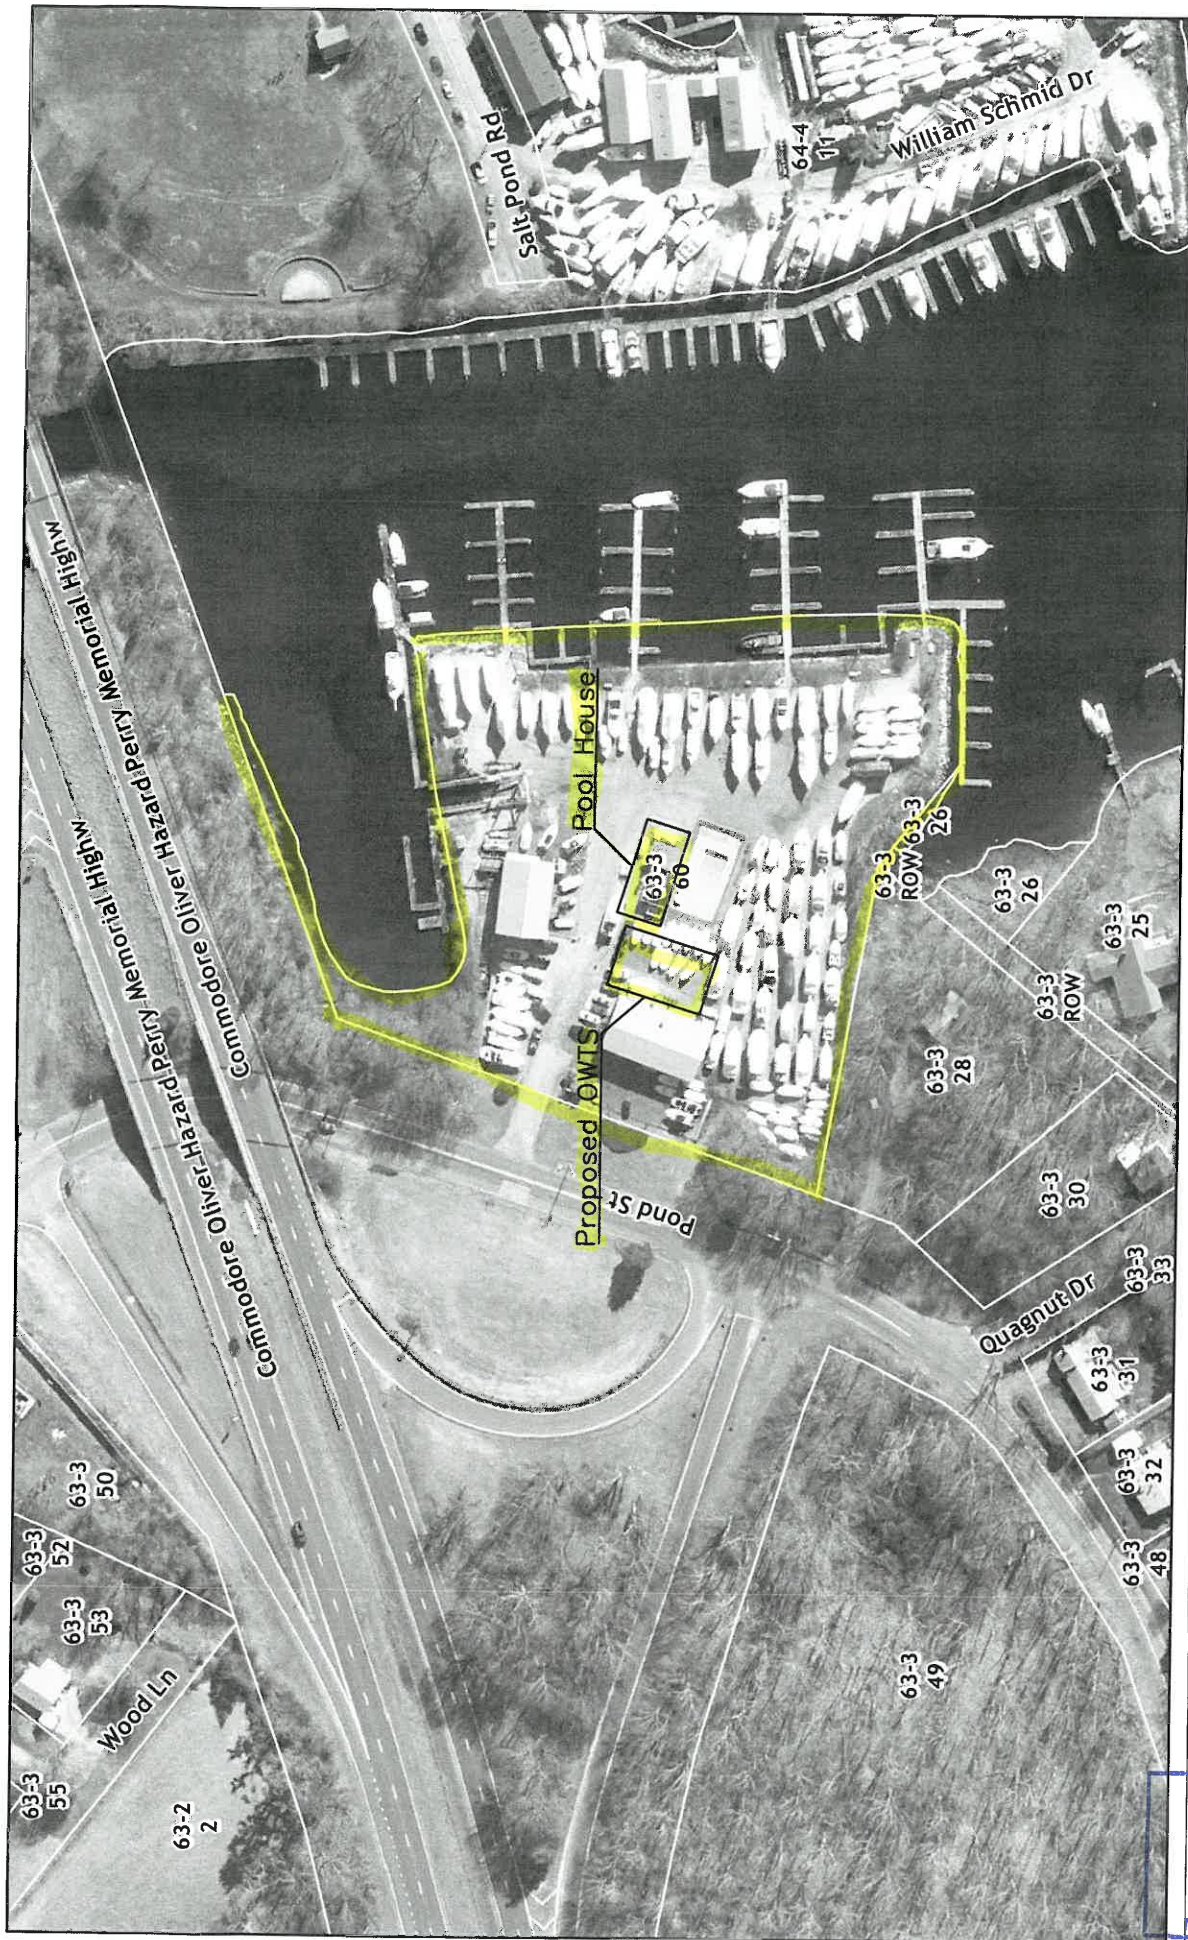 Salt Pond Rd
64-4
11
William Schmid Dr
Commodore Oliver Hazard Perry Memorial Highw
Commodore Oliver Hazard Perry Memorial Highw
Commodore Oliver Hazard Perry
Commodore Oliver Hazard Perry
Pool House
63-3
60
63-3
ROW
63-3
26
63-3
26
63-3
25
63-3
ROW
63-3
28
Proposed OWTS
Pond St
63-3
30
63-3
33
Quagnut Dr
63-3
31
63-3
32
63-3
48
63-3
49
63-3
50
63-3
52
63-3
53
Wood Ln
63-3
55
63-2
2